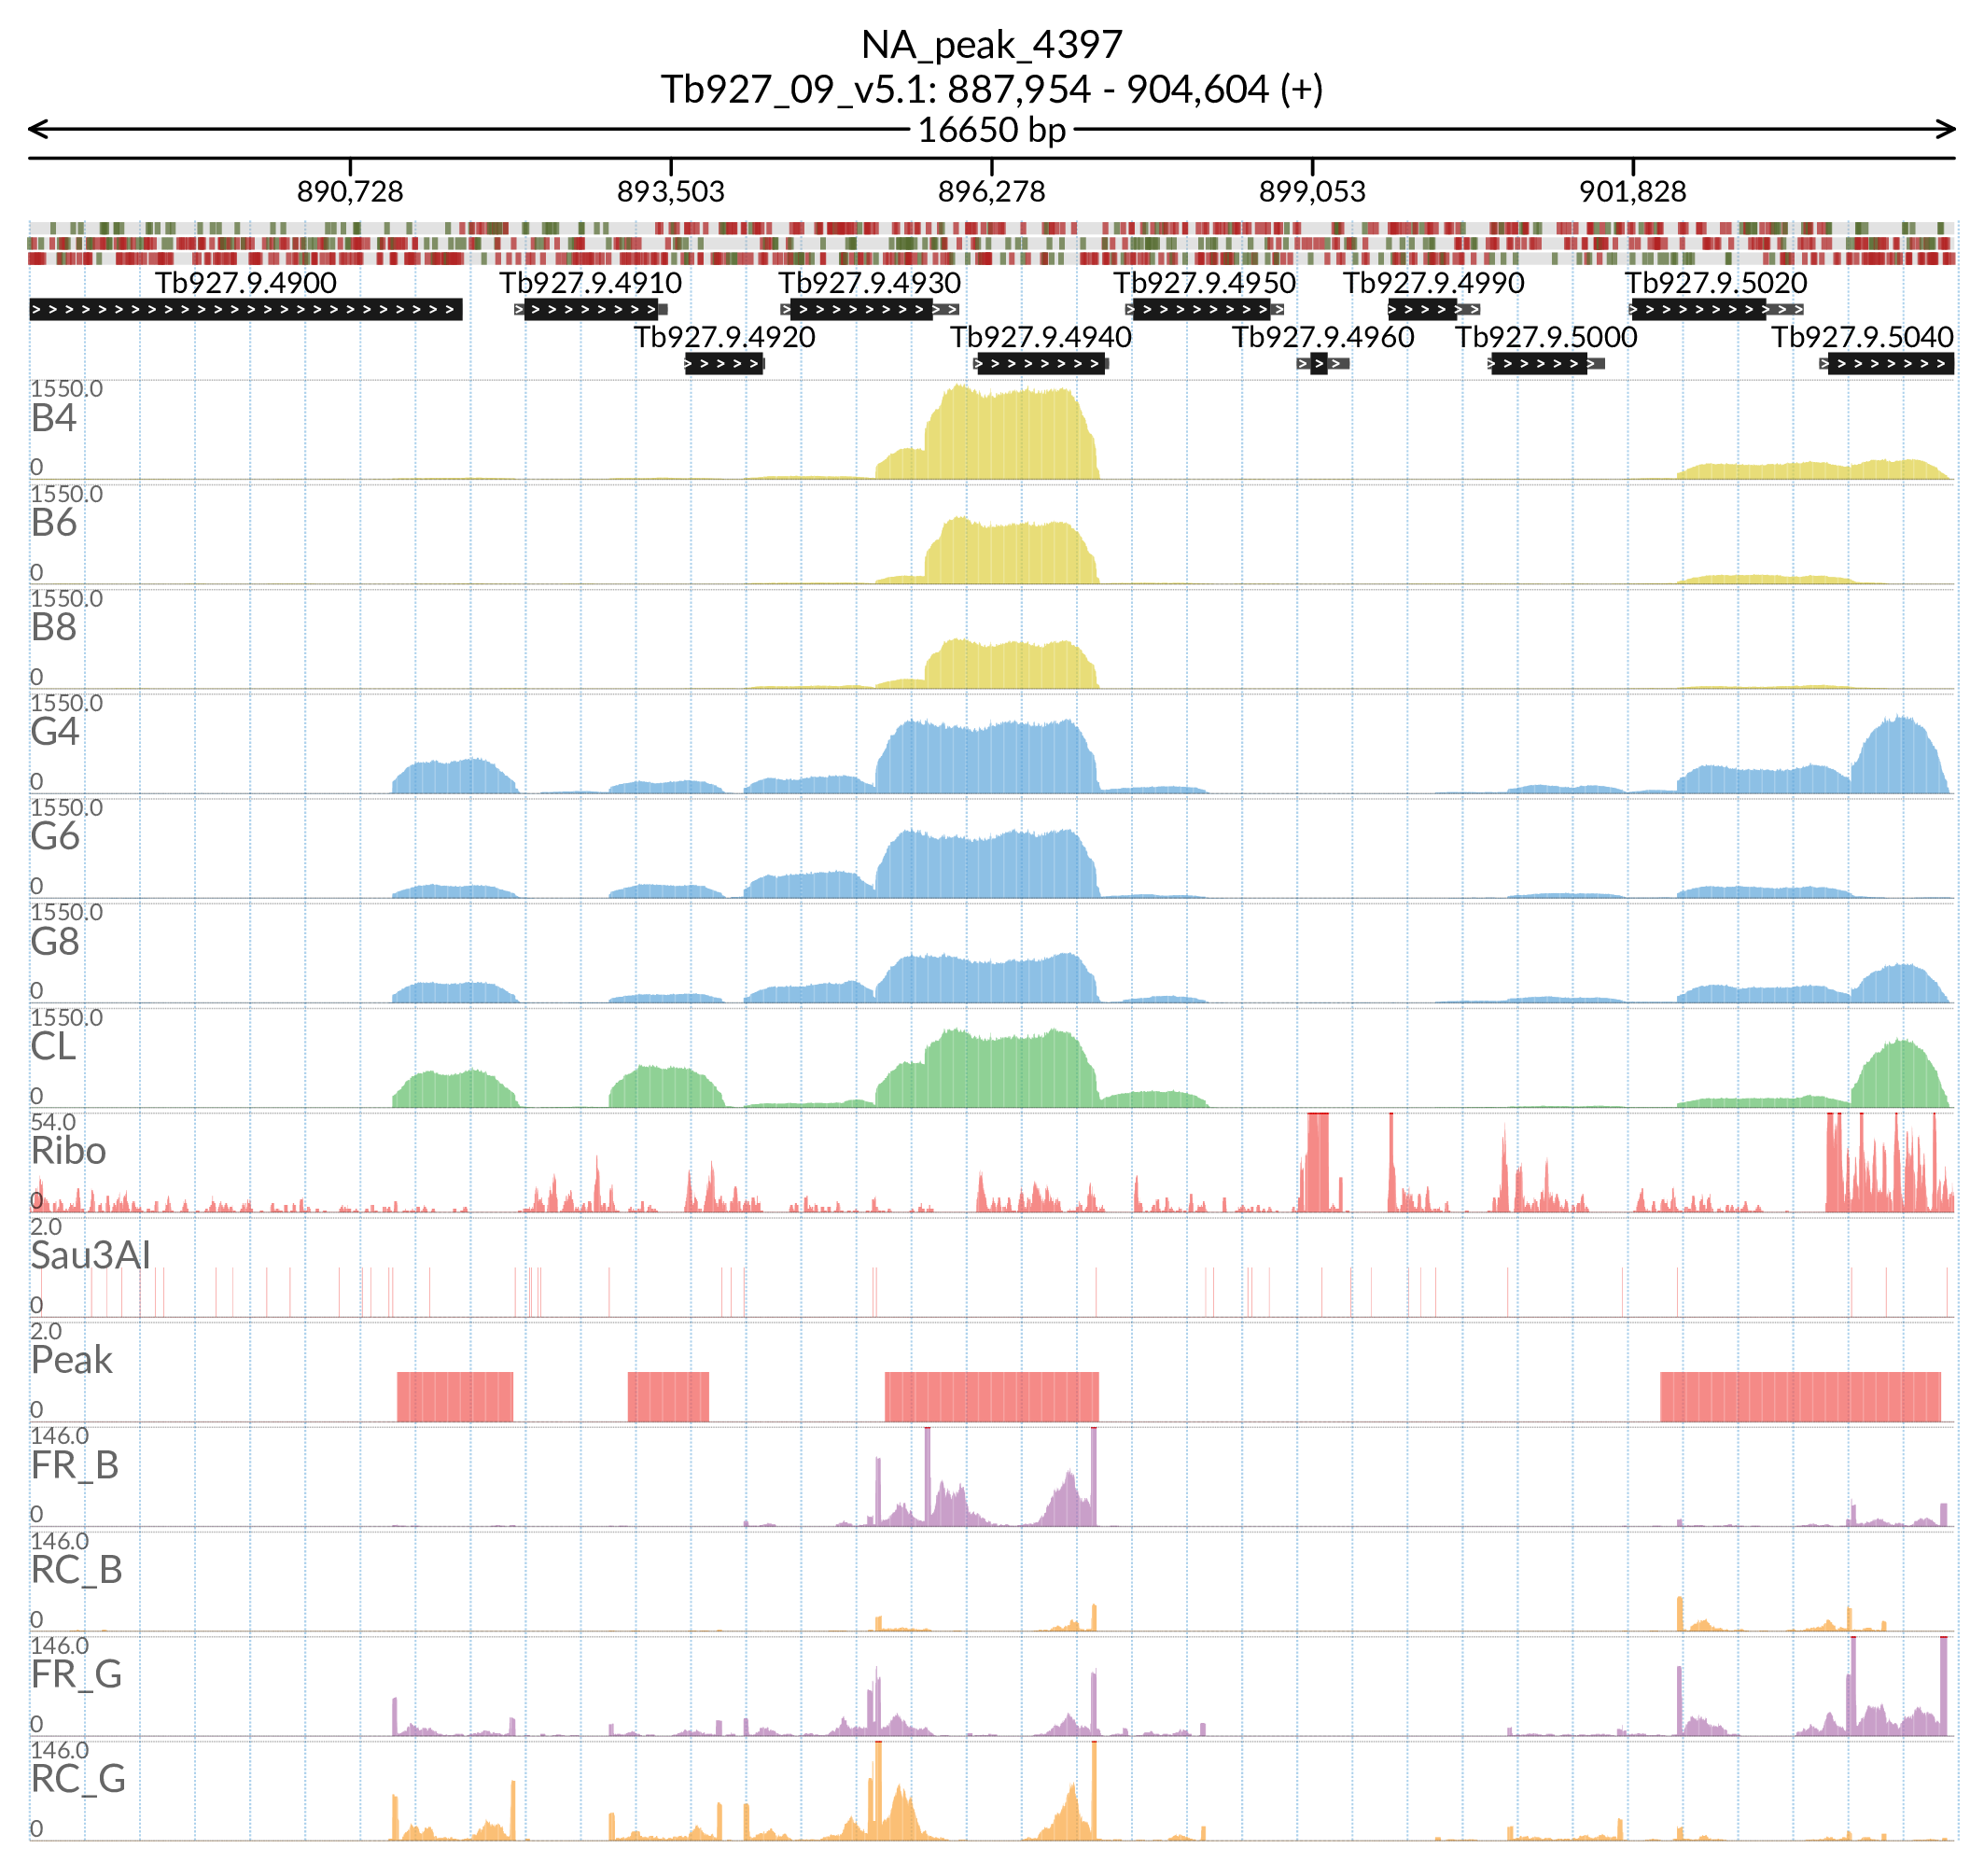 NA_peak_4397
Tb927_09_v5.1: 887,954 - 904,604 (+)
16650 bp
890,728 893,503 896,278 899,053 901,828
Tb927.9.4900 Tb927.9.4910 Tb927.9.4930 Tb927.9.4950 Tb927.9.4990 Tb927.9.5020
Tb927.9.4920 Tb927.9.4940 Tb927.9.4960 Tb927.9.5000 Tb927.9.5040
1550.0
B4
0
1550.0
B6
0
1550.0
B8
0
1550.0
G4
0
1550.0
G6
0
1550.0
G8
0
1550.0
CL
0
54.0
Ribo
0
2.0
Sau3AI
0
2.0
Peak
0
146.0
FR_B
0
146.0
RC_B
0
146.0
FR_G
0
146.0
RC_G
0